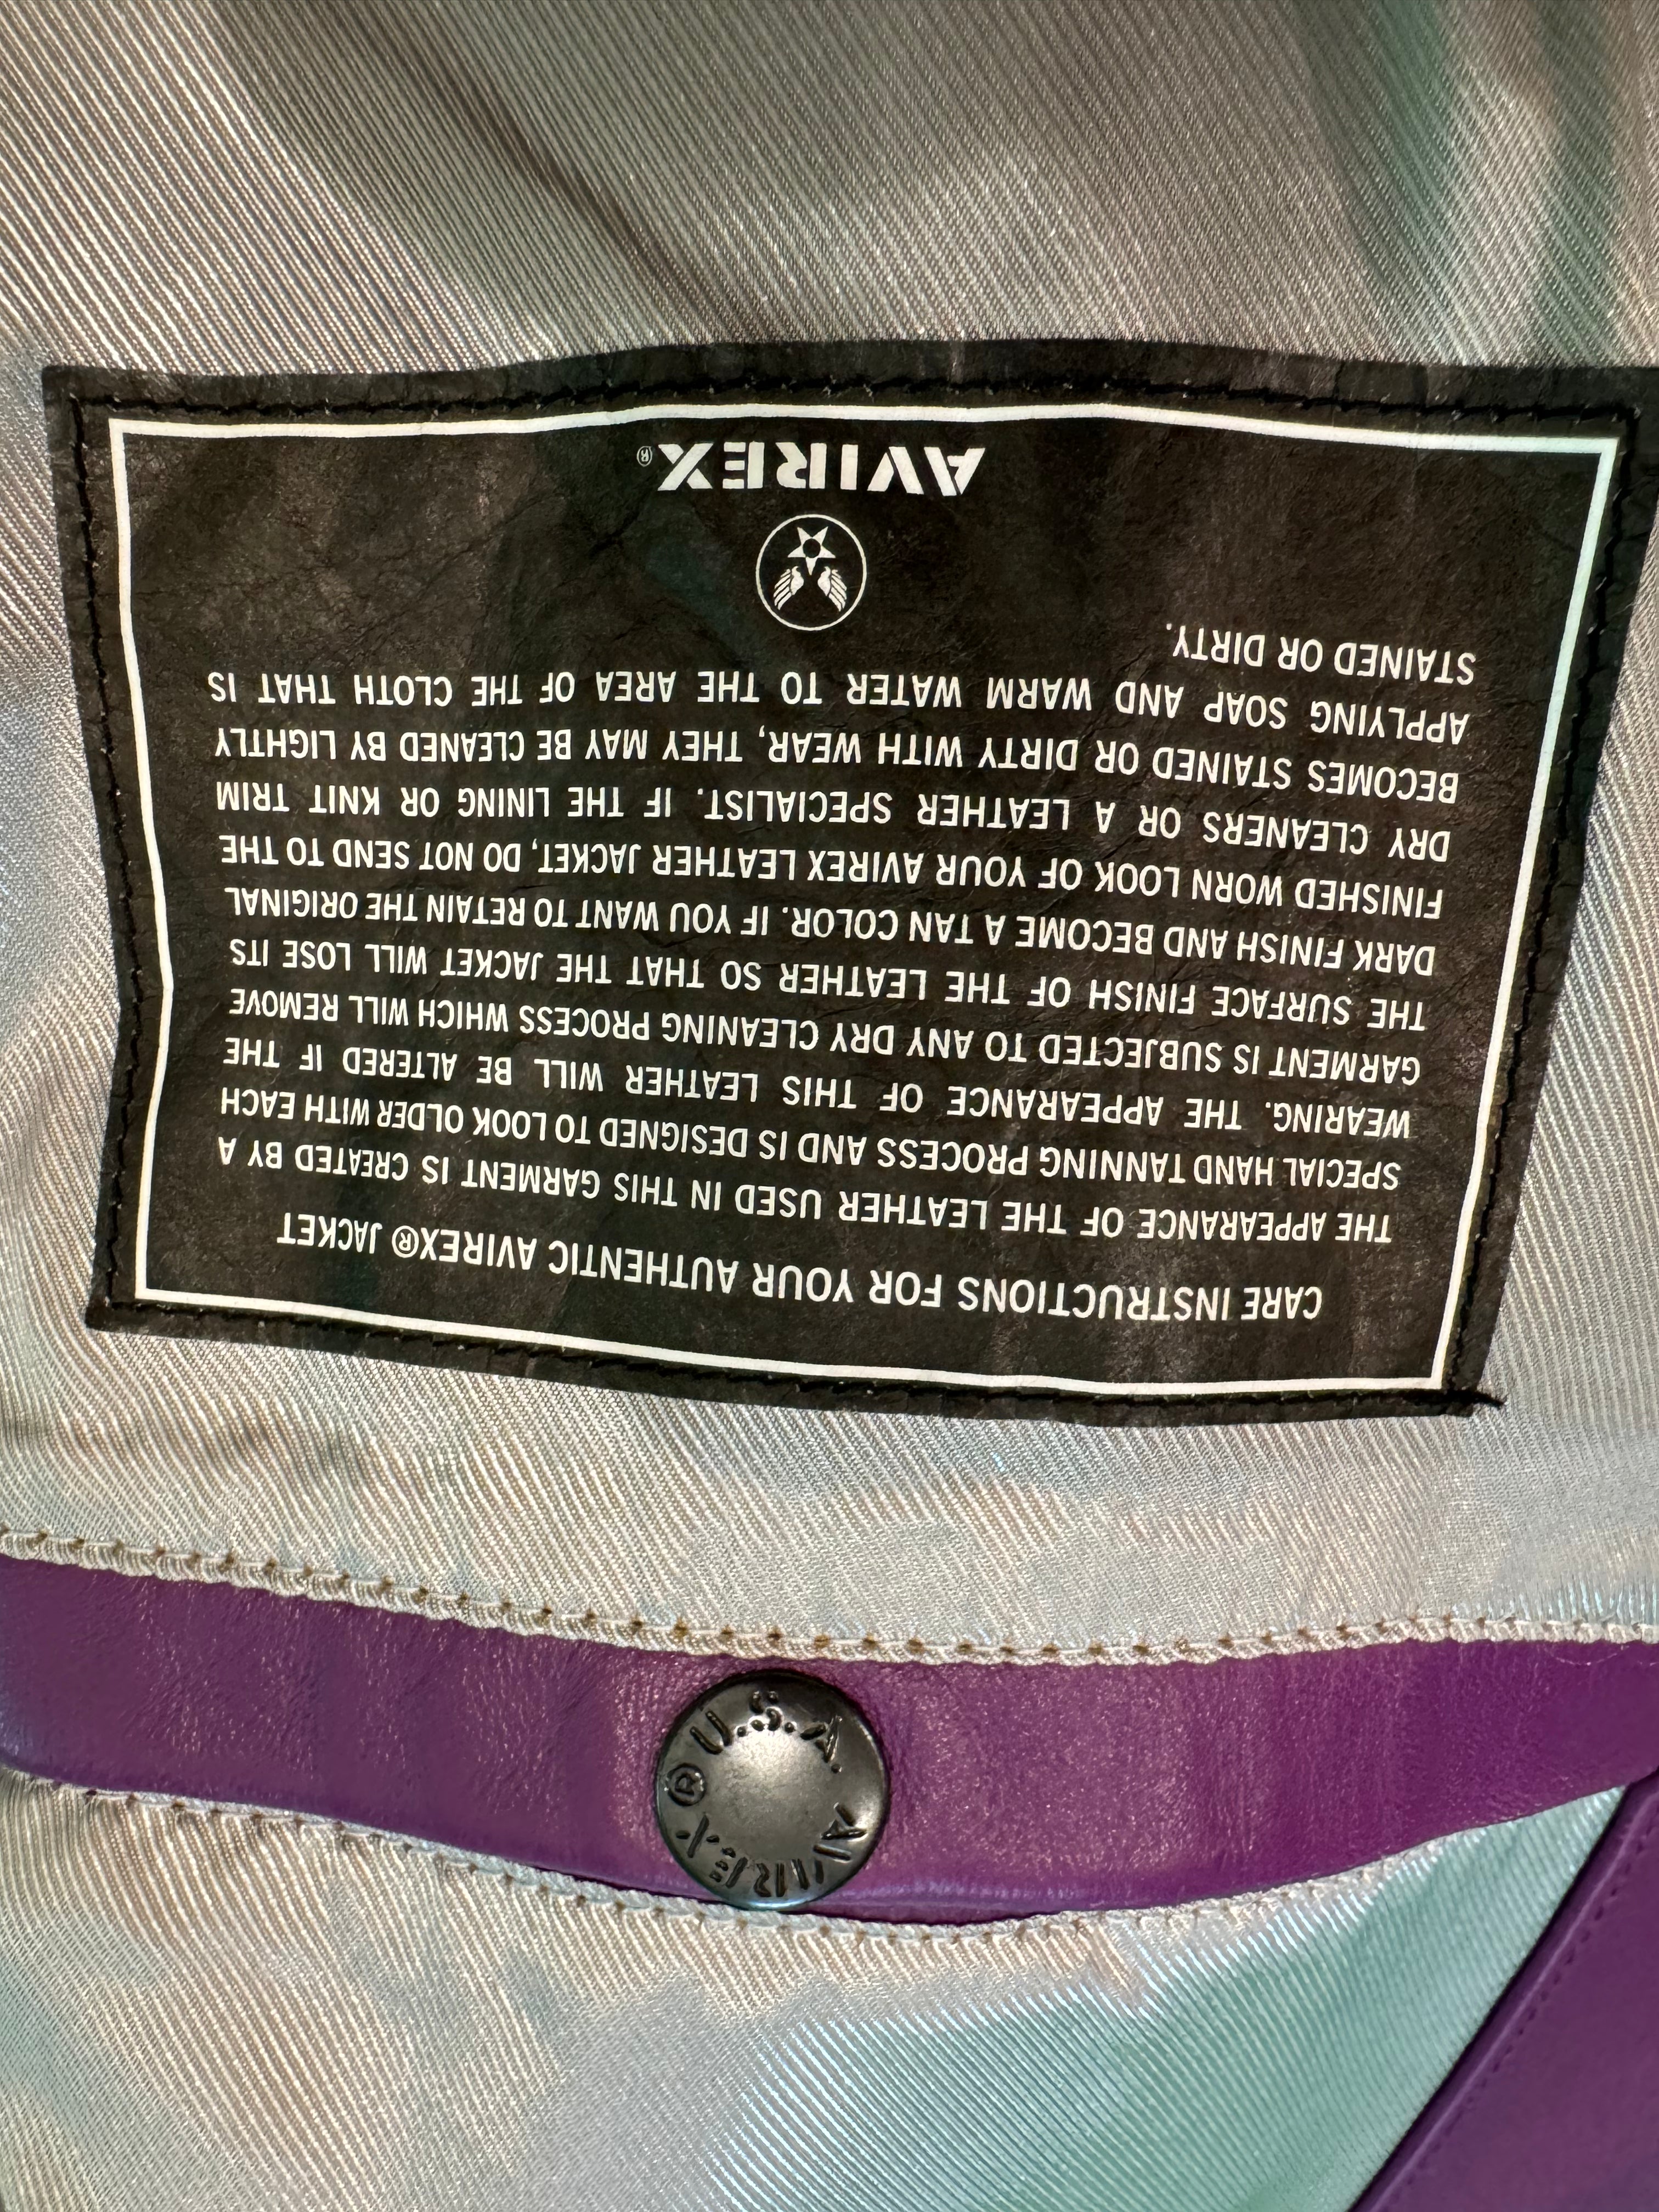 CARE INSTRUCTIONS FOR YOUR AUTHENTIC AVIREX® JACKET
THE APPEARANCE OF THE LEATHER USED IN THIS GARMENT IS CREATED BY A
SPECIAL HAND TANNING PROCESS AND IS DESIGNED TO LOOK OLDER WITH EACH
WEARING. THE APPEARANCE OF THIS LEATHER WILL BE ALTERED IF THE
GARMENT IS SUBJECTED TO ANY DRY CLEANING PROCESS WHICH WILL REMOVE
THE SURFACE FINISH OF THE LEATHER SO THAT THE JACKET WILL LOSE ITS
DARK FINISH AND BECOME A TAN COLOR. IF YOU WANT TO RETAIN THE ORIGINAL
FINISHED WORN LOOK OF YOUR AVIREX LEATHER JACKET, DO NOT SEND TO THE
DRY CLEANERS OR A LEATHER SPECIALIST. IF THE LINING OR KNIT TRIM
BECOMES STAINED OR DIRTY WITH WEAR, THEY MAY BE CLEANED BY LIGHTLY
APPLYING SOAP AND WARM WATER TO THE AREA OF THE CLOTH THAT IS
STAINED OR DIRTY.
AVIREX®
AVIREX® U.S.A.